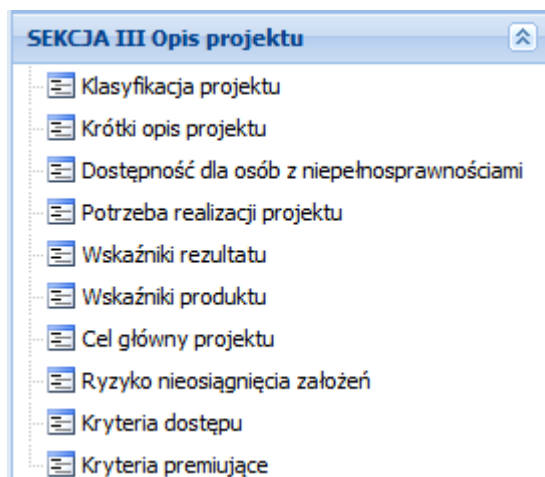 SEKCJA III Opis projektu
Klasyfikacja projektu
Krótki opis projektu
Dostępność dla osób z niepełnosprawnościami
Potrzeba realizacji projektu
Wskaźniki rezultatu
Wskaźniki produktu
Cel główny projektu
Ryzyko nieosiągnięcia założeń
Kryteria dostępu
Kryteria premiujące